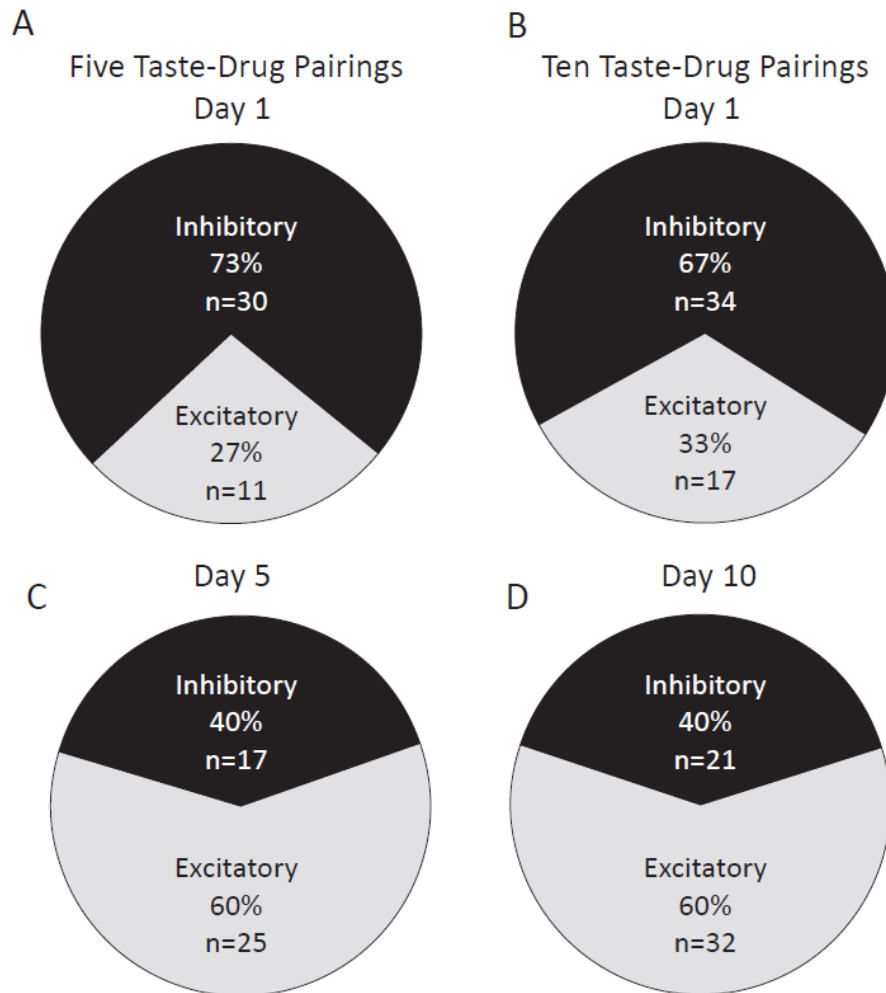 A
Five Taste-Drug Pairings
Day 1
Inhibitory
73%
n=30
Excitatory
27%
n=11
B
Ten Taste-Drug Pairings
Day 1
Inhibitory
67%
n=34
Excitatory
33%
n=17
C
Day 5
Inhibitory
40%
n=17
Excitatory
60%
n=25
D
Day 10
Inhibitory
40%
n=21
Excitatory
60%
n=32